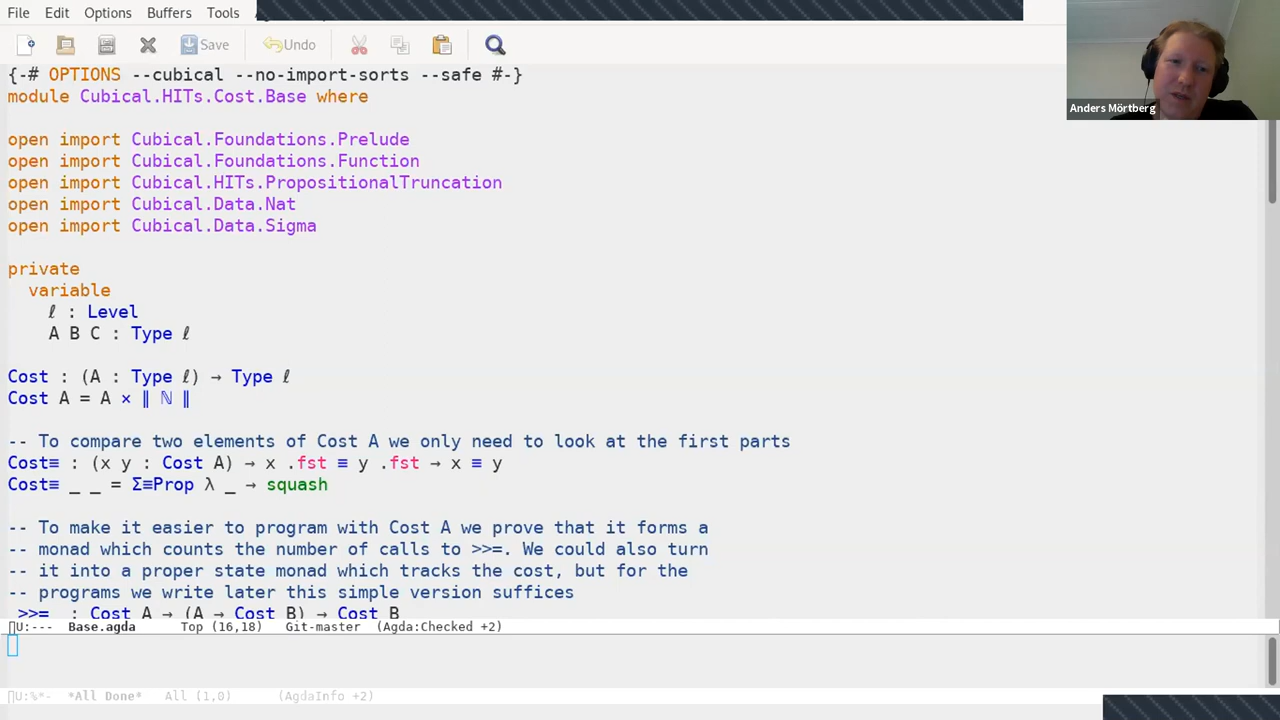 File Edit Options Buffers Tools
Save Undo
Anders Mörtberg
{-# OPTIONS --cubical --no-import-sorts --safe #-}
module Cubical.HITs.Cost.Base where
open import Cubical.Foundations.Prelude
open import Cubical.Foundations.Function
open import Cubical.HITs.PropositionalTruncation
open import Cubical.Data.Nat
open import Cubical.Data.Sigma
private
variable
ℓ : Level
A B C : Type ℓ
Cost : (A : Type ℓ) → Type ℓ
Cost A = A × ∥ ℕ ∥
-- To compare two elements of Cost A we only need to look at the first parts
Cost≡ : (x y : Cost A) → x .fst ≡ y .fst → x ≡ y
Cost≡ _ _ = Σ≡Prop λ _ → squash
-- To make it easier to program with Cost A we prove that it forms a
-- monad which counts the number of calls to >>=. We could also turn
-- it into a proper state monad which tracks the cost, but for the
-- programs we write later this simple version suffices
_>>=_ : Cost A → (A → Cost B) → Cost B
U:--- Base.agda Top (16,18) Git-master (Agda:Checked +2)
U:%*- *All Done* All (1,0) (AgdaInfo +2)